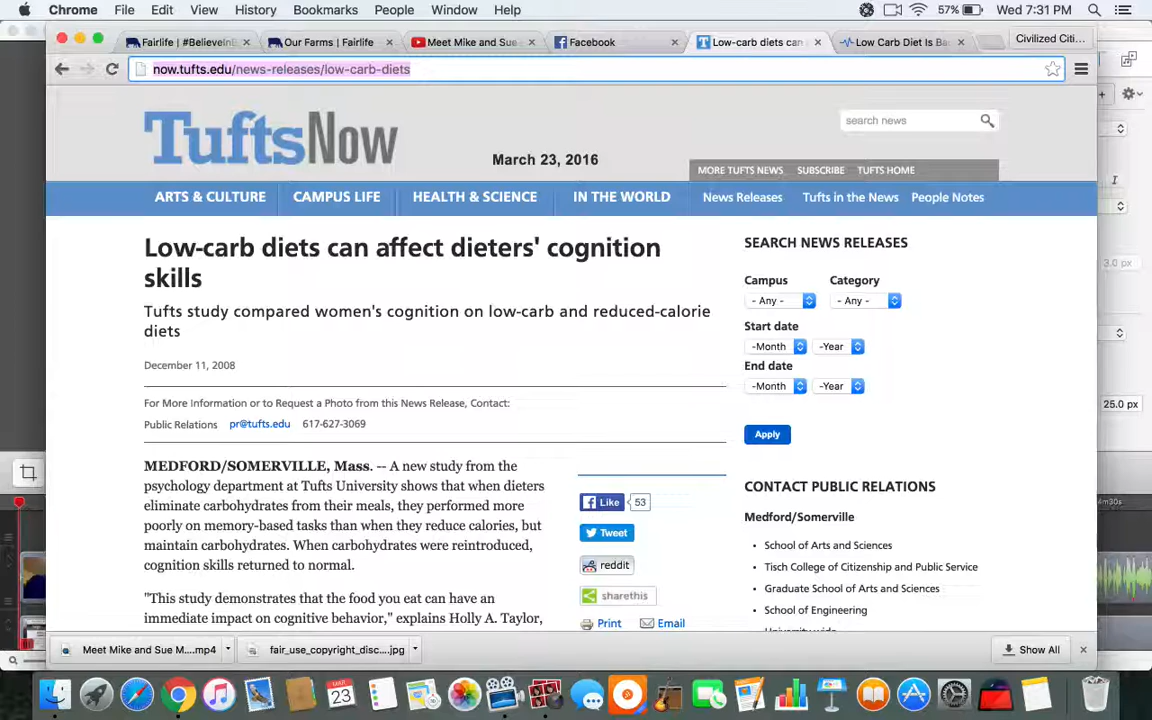 Chrome File Edit View History Bookmarks People Window Help 57% Wed 7:31 PM
Fairlife | #BelieveInB Our Farms | Fairlife Meet Mike and Sue - Facebook Low-carb diets can Low Carb Diet Is Ba Civilized Citi...
now.tufts.edu/news-releases/low-carb-diets
TuftsNow
search news
March 23, 2016
MORE TUFTS NEWS SUBSCRIBE TUFTS HOME
ARTS & CULTURE CAMPUS LIFE HEALTH & SCIENCE IN THE WORLD News Releases Tufts in the News People Notes
Low-carb diets can affect dieters' cognition
skills
Tufts study compared women's cognition on low-carb and reduced-calorie
diets
December 11, 2008
For More Information or to Request a Photo from this News Release, Contact:
Public Relations pr@tufts.edu 617-627-3069
MEDFORD/SOMERVILLE, Mass. -- A new study from the
psychology department at Tufts University shows that when dieters
eliminate carbohydrates from their meals, they performed more
poorly on memory-based tasks than when they reduce calories, but
maintain carbohydrates. When carbohydrates were reintroduced,
cognition skills returned to normal.
"This study demonstrates that the food you eat can have an
immediate impact on cognitive behavior," explains Holly A. Taylor,
Like 53
Tweet
reddit
sharethis
Print Email
SEARCH NEWS RELEASES
Campus Category
- Any - - Any -
Start date
-Month -Year
End date
-Month -Year
Apply
CONTACT PUBLIC RELATIONS
Medford/Somerville
• School of Arts and Sciences
• Tisch College of Citizenship and Public Service
• Graduate School of Arts and Sciences
• School of Engineering
I
3.0 px
25.0 px
4m30s
Meet Mike and Sue M....mp4 fair_use_copyright_disc....jpg Show All
MAR
23